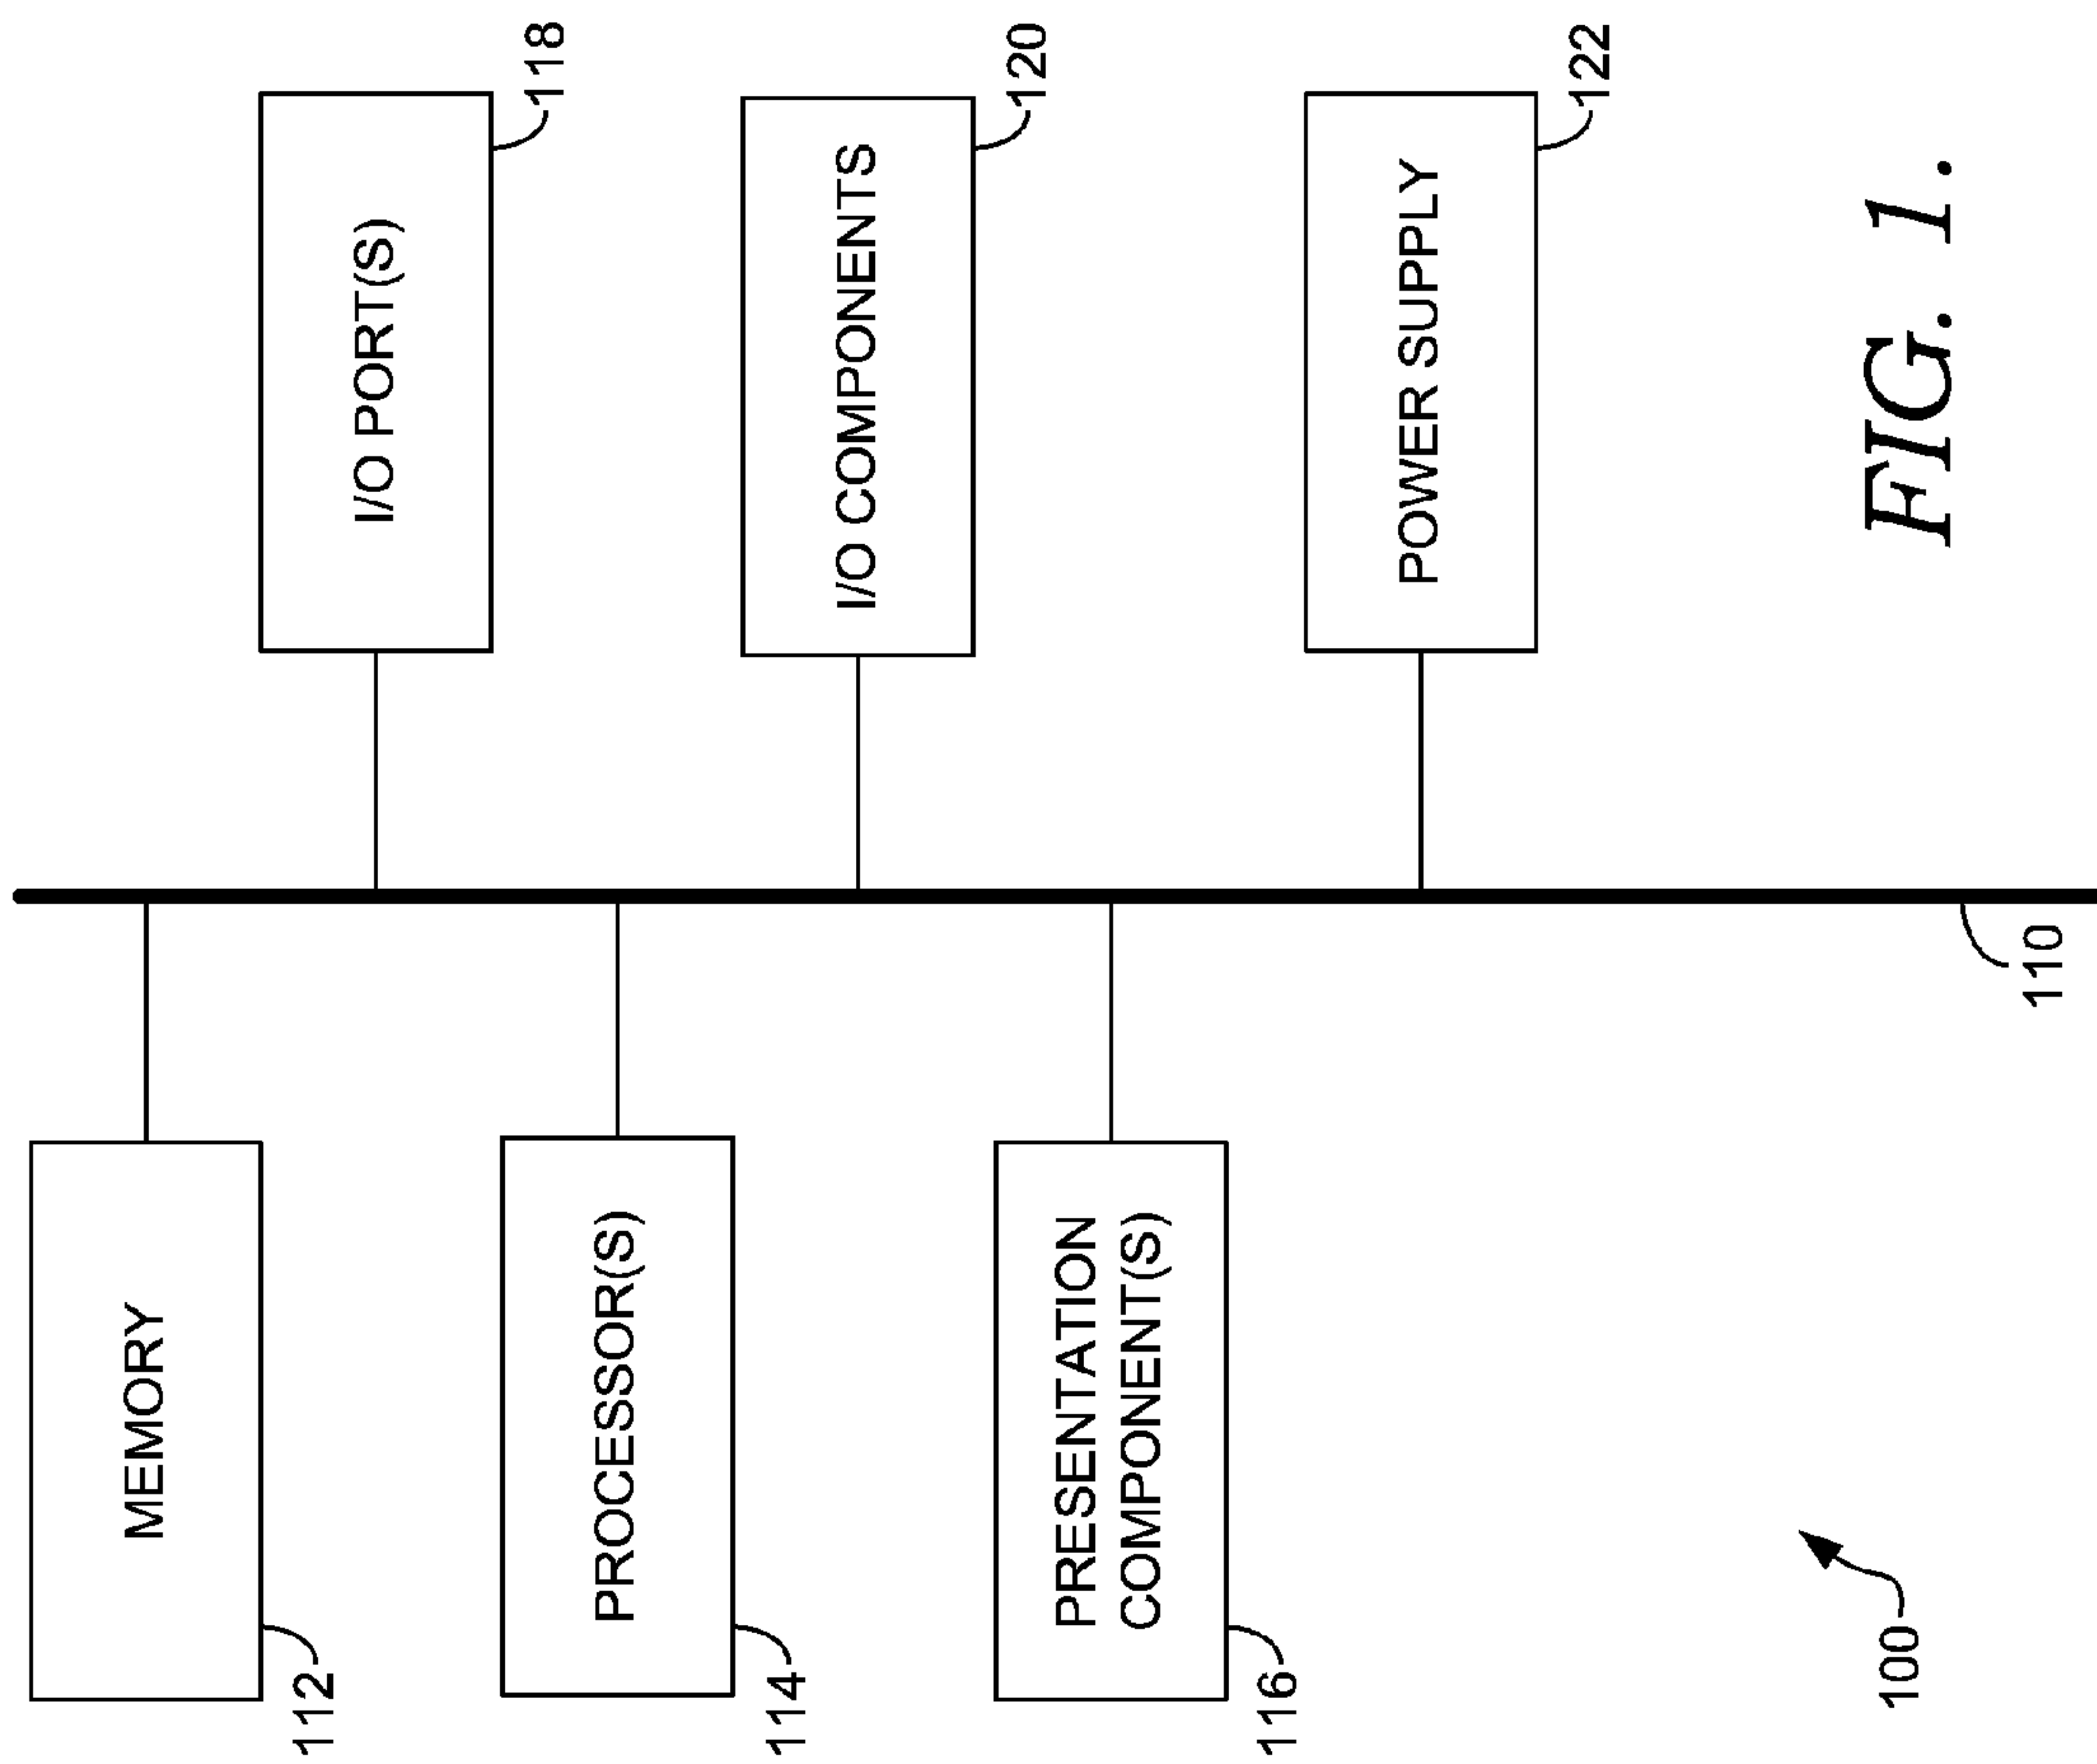 MEMORY
112
PROCESSOR(S)
114
PRESENTATION
COMPONENT(S)
116
100
I/O PORT(S)
118
I/O COMPONENTS
120
POWER SUPPLY
122
110
FIG. 1.